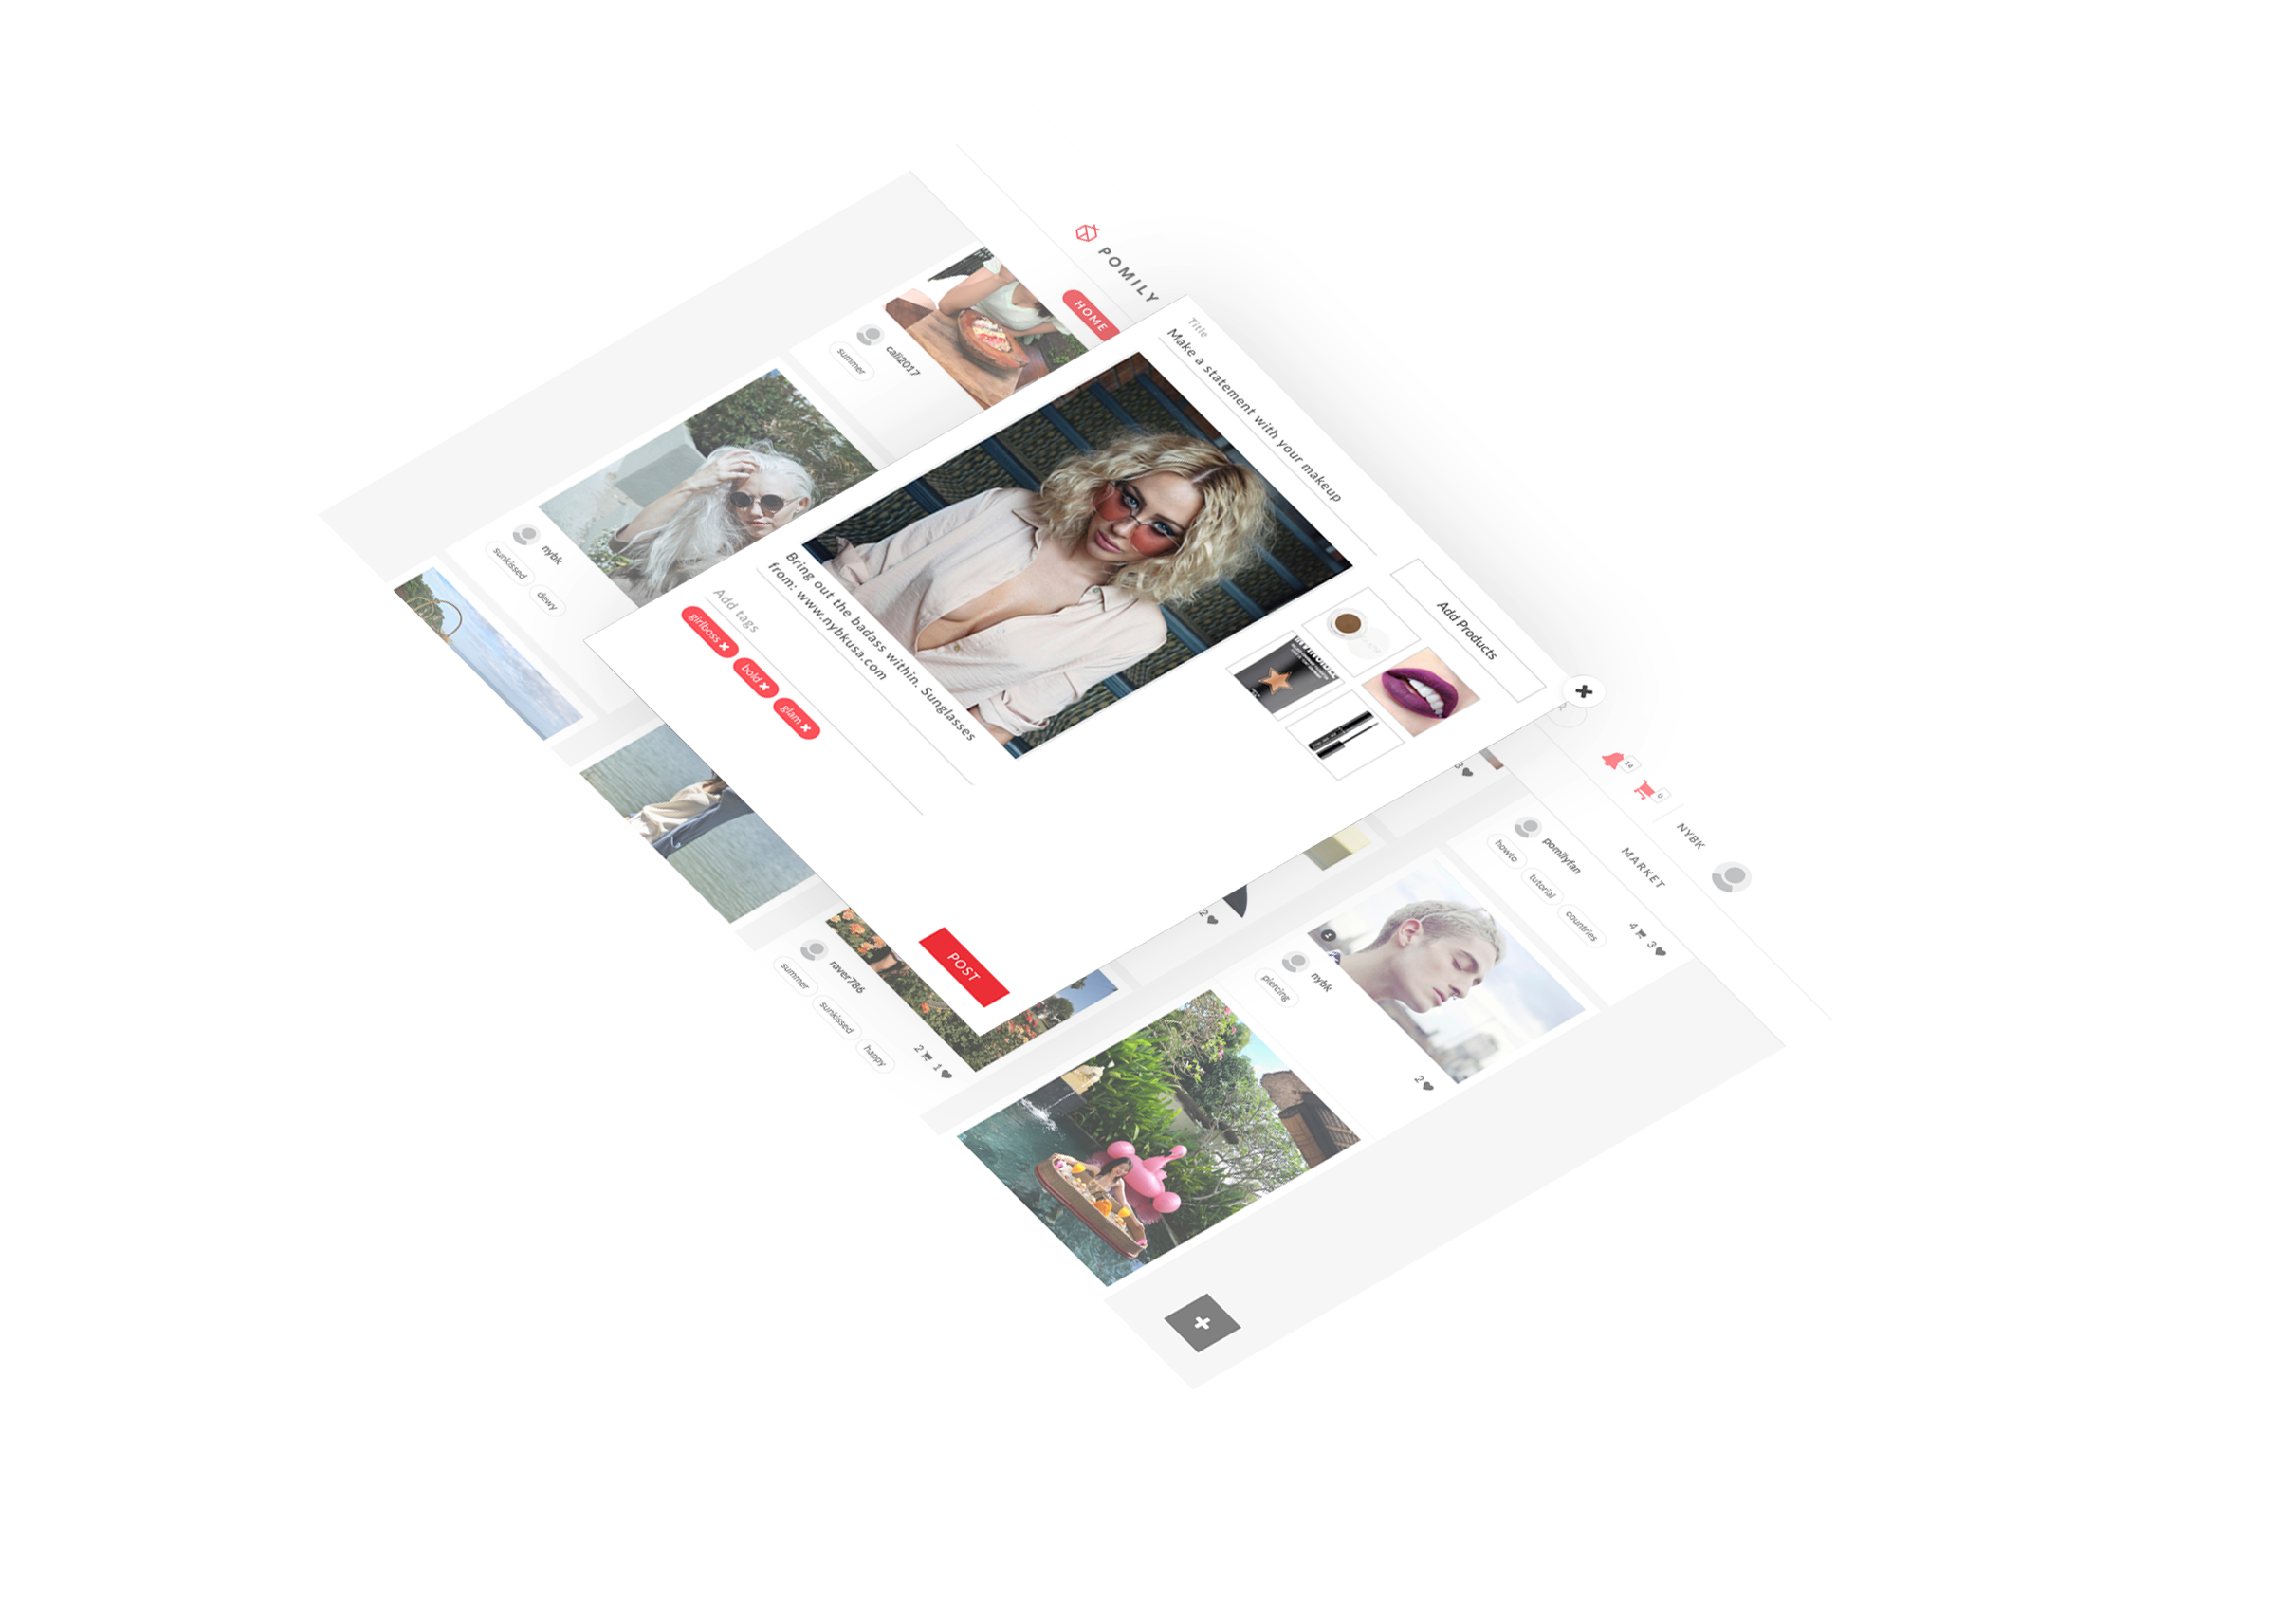 POMILY
HOME
14
0
NYBK
MARKET
Title
Make a statement with your makeup
Add Products
Bring out the badass within. Sunglasses
from: www.nybkusa.com
Add tags
girlboss
bold
glam
POST
cali2017
summer
nybk
sunkissed
dewy
3
2
pomilyfan
howto
tutorial
countries
4
3
1
nybk
piercing
2
raver786
summer
sunkissed
happy
2
1